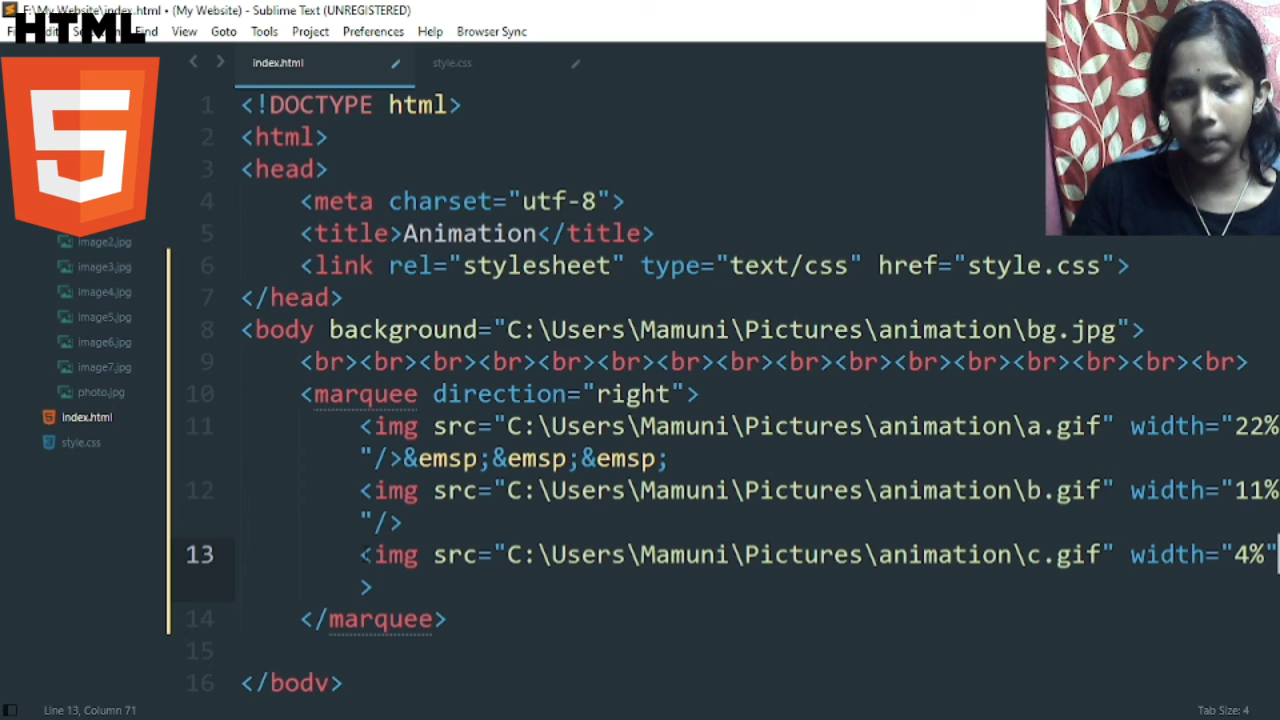 F:\My Website\index.html • (My Website) - Sublime Text (UNREGISTERED)
HTML
Find View Goto Tools Project Preferences Help Browser Sync
5
index.html
style.css
1 <!DOCTYPE html>
2 <html>
3 <head>
4 <meta charset="utf-8">
5 <title>Animation</title>
6 <link rel="stylesheet" type="text/css" href="style.css">
7 </head>
8 <body background="C:\Users\Mamuni\Pictures\animation\bg.jpg">
9 <br><br><br><br><br><br><br><br><br><br><br><br><br><br><br><br>
10 <marquee direction="right">
11 <img src="C:\Users\Mamuni\Pictures\animation\a.gif" width="22%
"/>&emsp;&emsp;&emsp;
12 <img src="C:\Users\Mamuni\Pictures\animation\b.gif" width="11%
"/>
13 <img src="C:\Users\Mamuni\Pictures\animation\c.gif" width="4%"
>
14 </marquee>
15
16 </body>
image2.jpg
image3.jpg
image4.jpg
image5.jpg
image6.jpg
image7.jpg
photo.jpg
index.html
style.css
Line 13, Column 71
Tab Size: 4